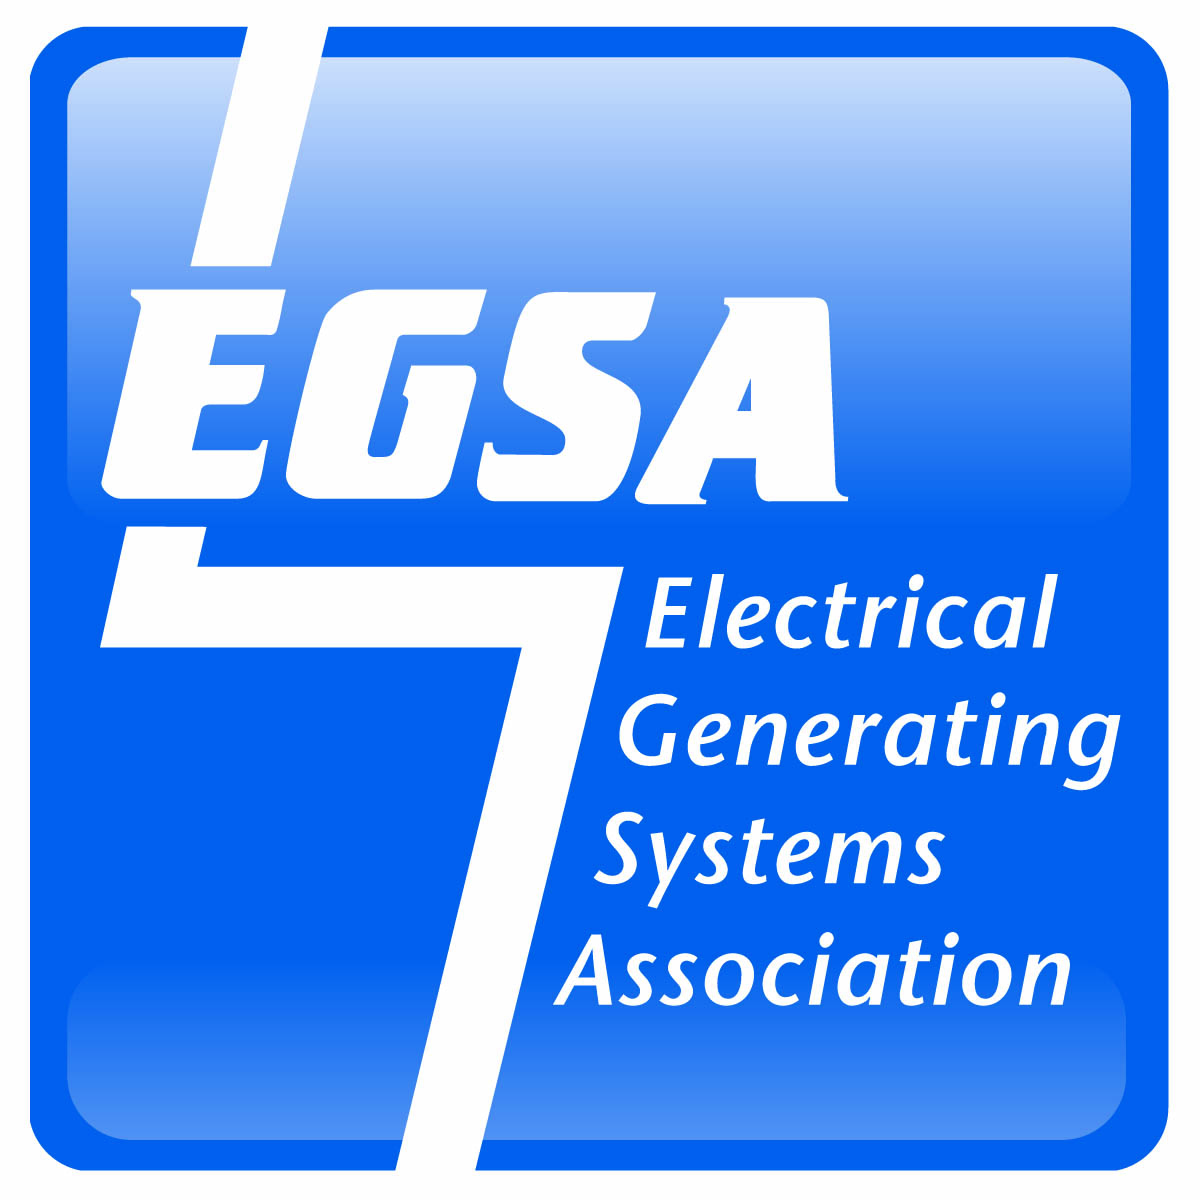 EGSA
Electrical
Generating
Systems
Association